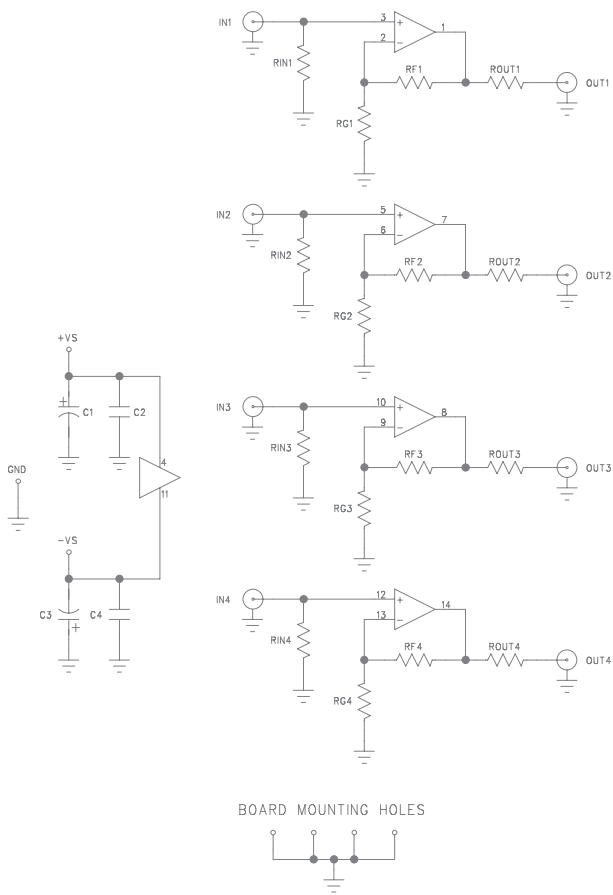 IN1
3
2
1
+
−
RIN1
RF1
ROUT1
OUT1
RG1
IN2
5
6
7
+
−
RIN2
RF2
ROUT2
OUT2
RG2
+VS
+
C1
C2
4
11
GND
−VS
C3
C4
+
IN3
10
9
8
+
−
RIN3
RF3
ROUT3
OUT3
RG3
IN4
12
13
14
+
−
RIN4
RF4
ROUT4
OUT4
RG4
BOARD MOUNTING HOLES